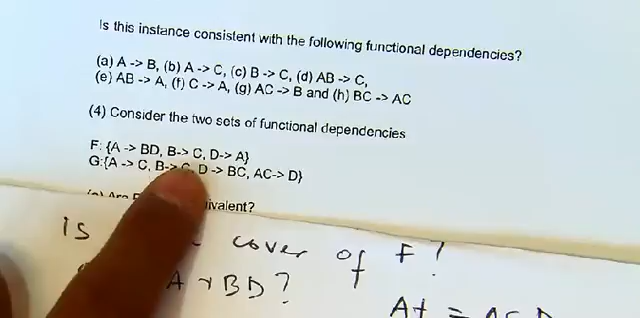 Is this instance consistent with the following functional dependencies?
(a) A -> B, (b) A -> C, (c) B -> C, (d) AB -> C,
(e) AB -> A, (f) C -> A, (g) AC -> B and (h) BC -> AC
(4) Consider the two sets of functional dependencies
F: {A -> BD, B-> C, D-> A}
G:{A -> C, B-> C, D -> BC, AC-> D}
ivalent?
Is cover of F?
A → BD?
A+ = ACD